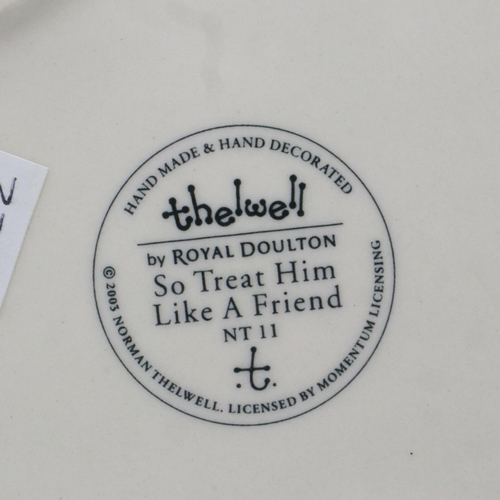 HAND MADE & HAND DECORATED
thelwell
by ROYAL DOULTON
So Treat Him
Like A Friend
NT 11
.t.
© 2003 NORMAN THELWELL. LICENSED BY MOMENTUM LICENSING